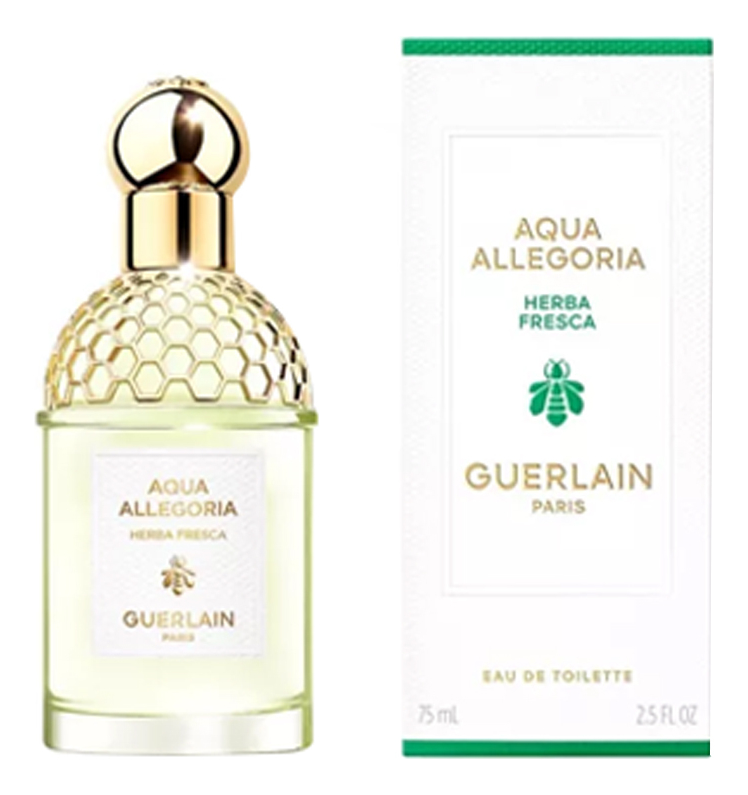 AQUA
ALLEGORIA
HERBA FRESCA
GUERLAIN
PARIS
AQUA
ALLEGORIA
HERBA
FRESCA
GUERLAIN
PARIS
EAU DE TOILETTE
75 mL 2.5 FL OZ